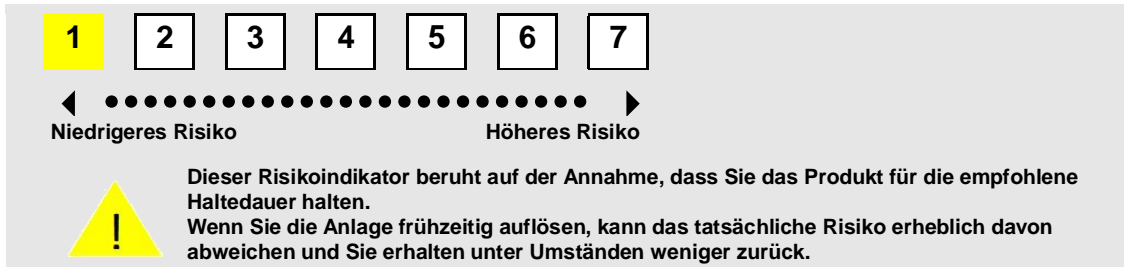 1 2 3 4 5 6 7
Niedrigeres Risiko Höheres Risiko
Dieser Risikoindikator beruht auf der Annahme, dass Sie das Produkt für die empfohlene
Haltedauer halten.
Wenn Sie die Anlage frühzeitig auflösen, kann das tatsächliche Risiko erheblich davon
abweichen und Sie erhalten unter Umständen weniger zurück.
!